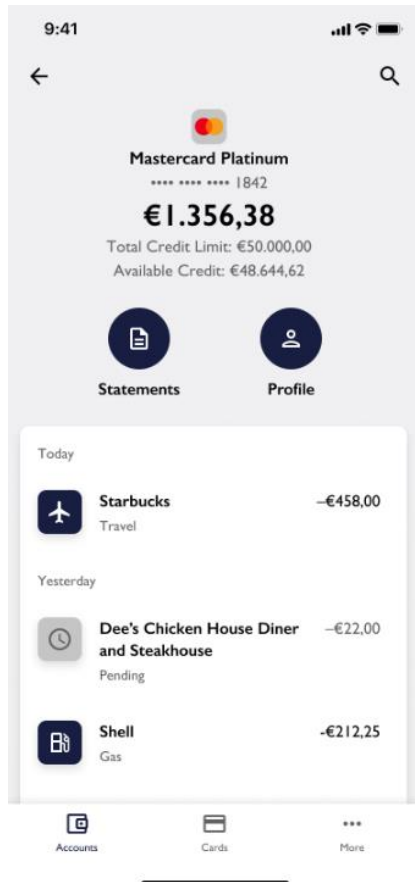 9:41
Mastercard Platinum
•••• •••• •••• 1842
€1.356,38
Total Credit Limit: €50.000,00
Available Credit: €48.644,62
Statements
Profile
Today
Starbucks
–€458,00
Travel
Yesterday
Dee's Chicken House Diner
–€22,00
and Steakhouse
Pending
Shell
-€212,25
Gas
Accounts
Cards
More